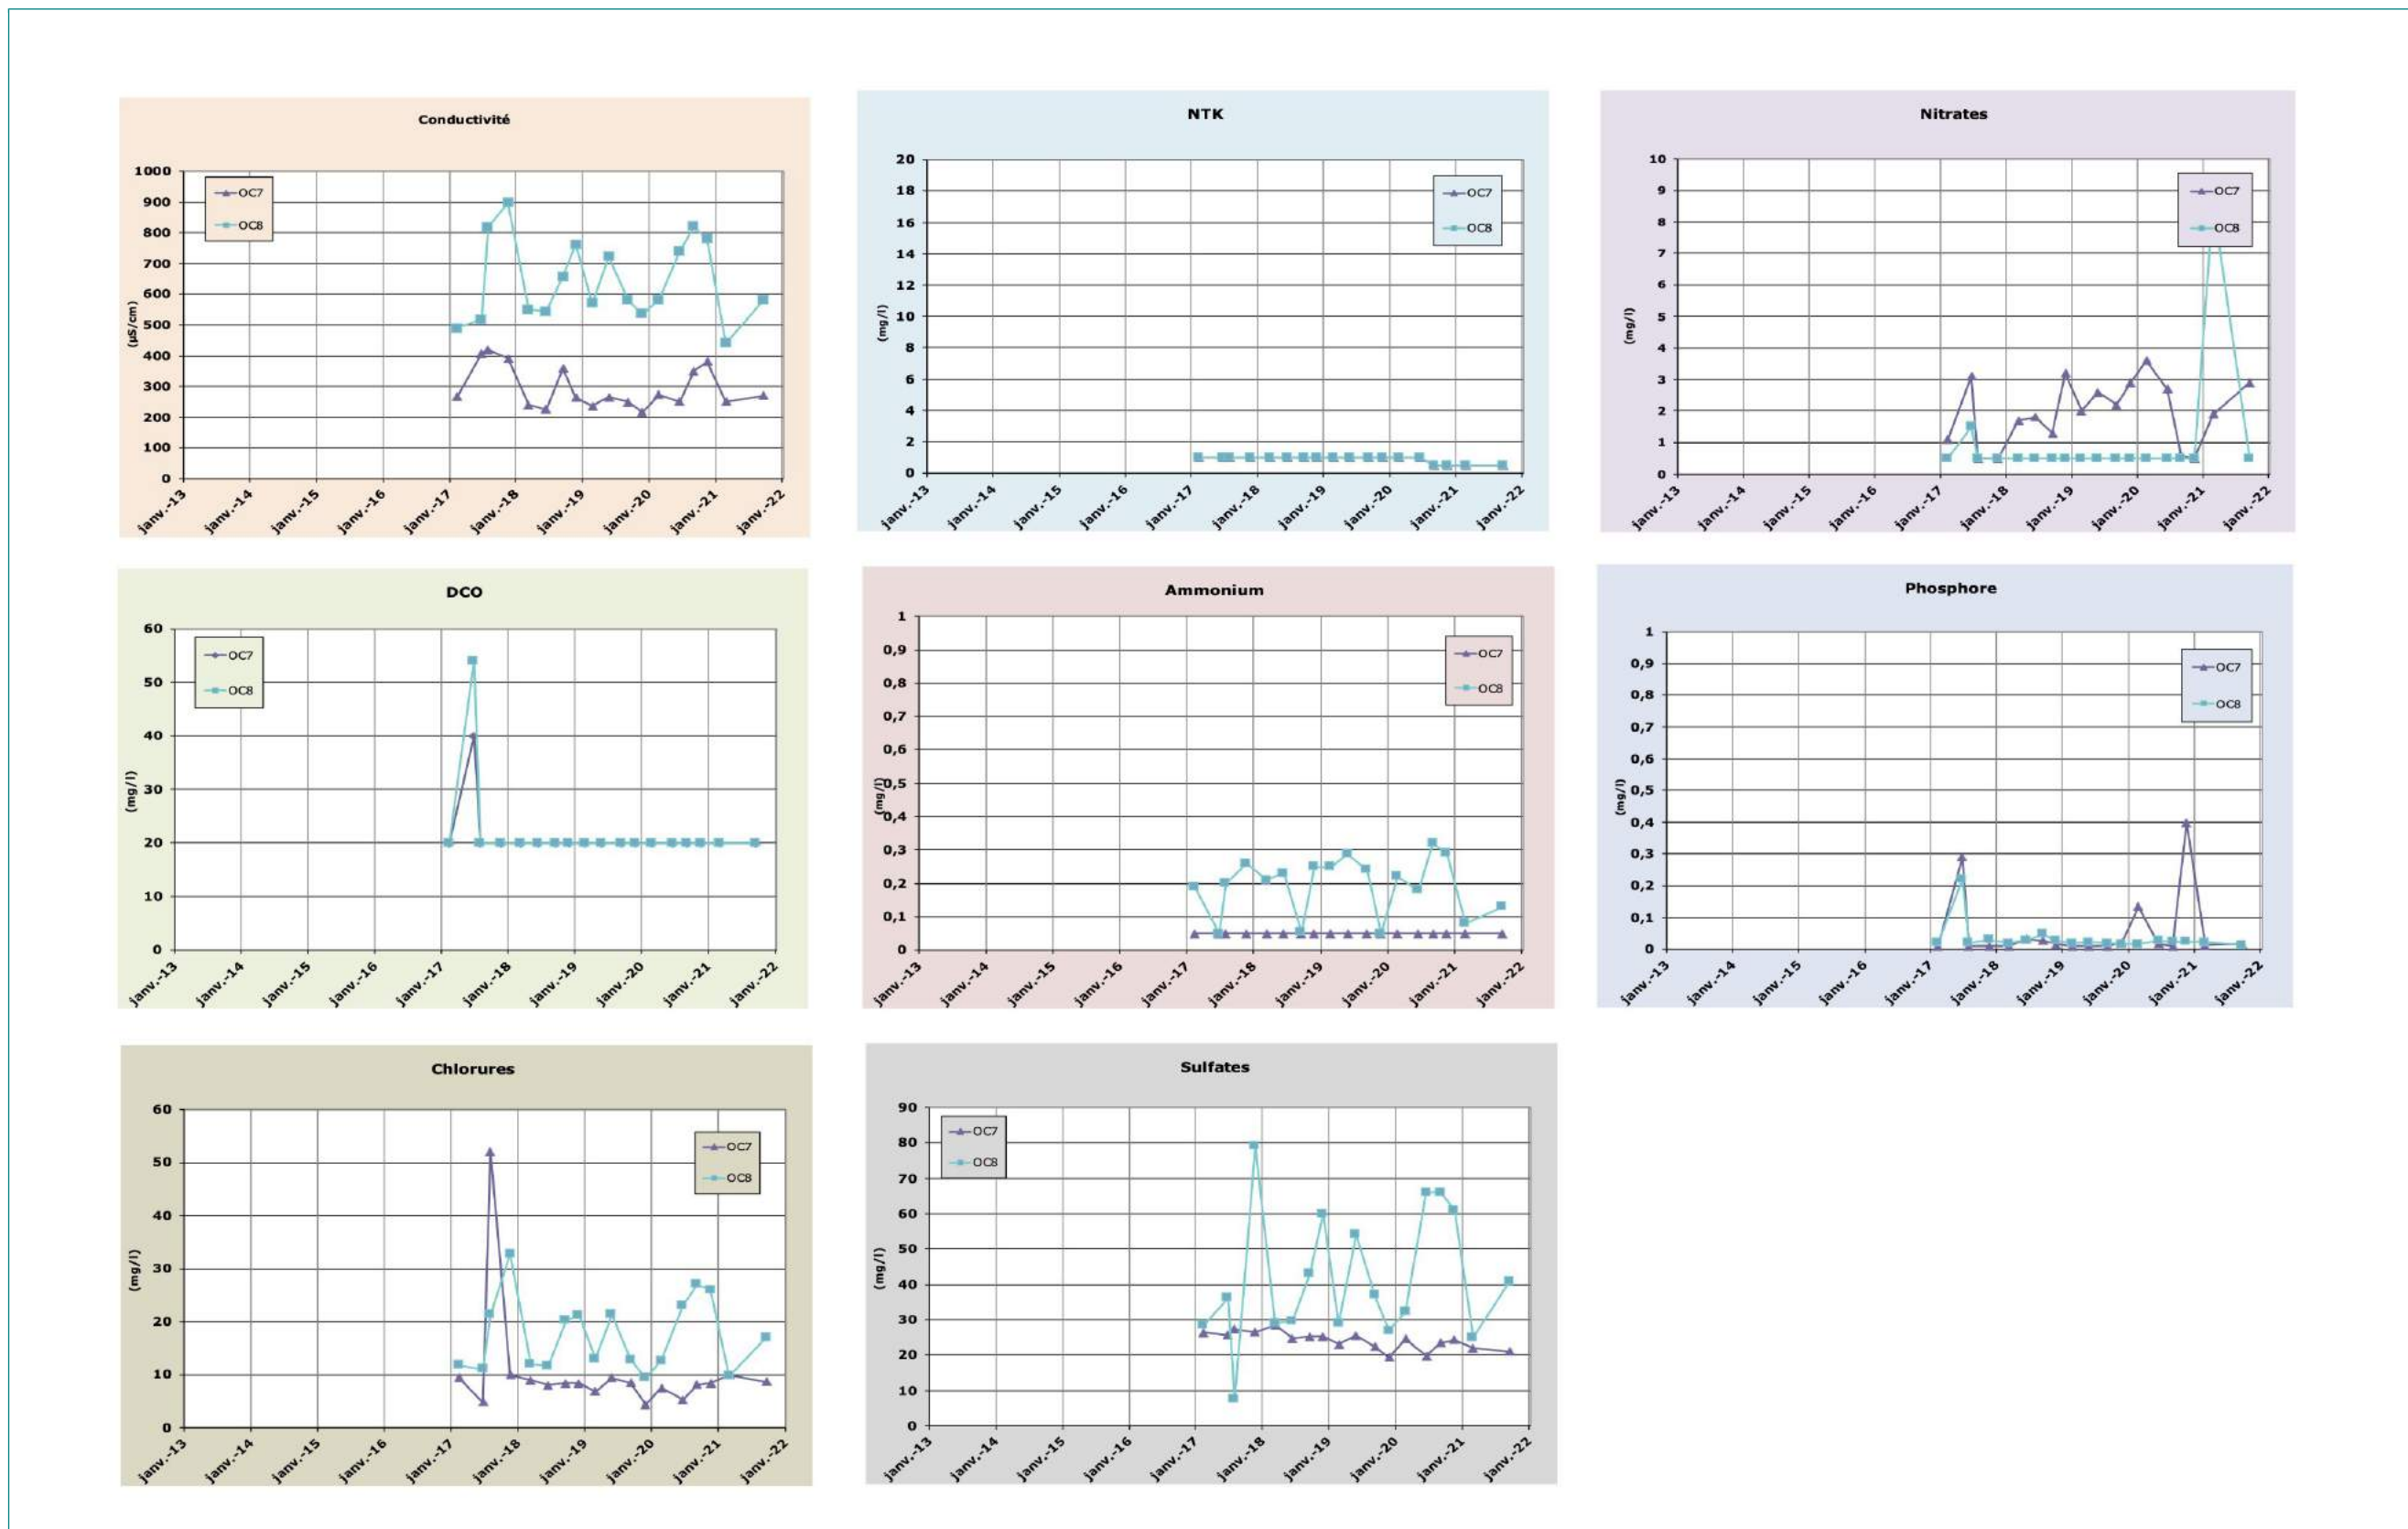 Conductivité
(µS/cm)
1000
900
800
700
600
500
400
300
200
100
0
OC7
OC8
janv.-13
janv.-14
janv.-15
janv.-16
janv.-17
janv.-18
janv.-19
janv.-20
janv.-21
janv.-22
NTK
(mg/l)
20
18
16
14
12
10
8
6
4
2
0
OC7
OC8
janv.-13
janv.-14
janv.-15
janv.-16
janv.-17
janv.-18
janv.-19
janv.-20
janv.-21
janv.-22
Nitrates
(mg/l)
10
9
8
7
6
5
4
3
2
1
0
OC7
OC8
janv.-13
janv.-14
janv.-15
janv.-16
janv.-17
janv.-18
janv.-19
janv.-20
janv.-21
janv.-22
DCO
(mg/l)
60
50
40
30
20
10
0
OC7
OC8
janv.-13
janv.-14
janv.-15
janv.-16
janv.-17
janv.-18
janv.-19
janv.-20
janv.-21
janv.-22
Ammonium
(mg/l)
1
0,9
0,8
0,7
0,6
0,5
0,4
0,3
0,2
0,1
0
OC7
OC8
janv.-13
janv.-14
janv.-15
janv.-16
janv.-17
janv.-18
janv.-19
janv.-20
janv.-21
janv.-22
Phosphore
(mg/l)
1
0,9
0,8
0,7
0,6
0,5
0,4
0,3
0,2
0,1
0
OC7
OC8
janv.-13
janv.-14
janv.-15
janv.-16
janv.-17
janv.-18
janv.-19
janv.-20
janv.-21
janv.-22
Chlorures
(mg/l)
60
50
40
30
20
10
0
OC7
OC8
janv.-13
janv.-14
janv.-15
janv.-16
janv.-17
janv.-18
janv.-19
janv.-20
janv.-21
janv.-22
Sulfates
(mg/l)
90
80
70
60
50
40
30
20
10
0
OC7
OC8
janv.-13
janv.-14
janv.-15
janv.-16
janv.-17
janv.-18
janv.-19
janv.-20
janv.-21
janv.-22